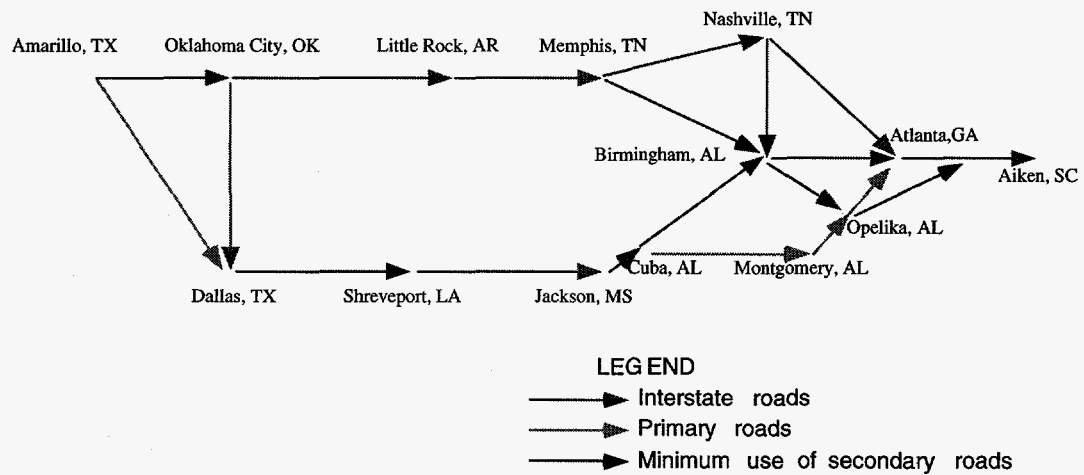 Nashville, TN
Amarillo, TX
Oklahoma City, OK
Little Rock, AR
Memphis, TN
Atlanta,GA
Birmingham, AL
Aiken, SC
Opelika, AL
Cuba, AL
Montgomery, AL
Dallas, TX
Shreveport, LA
Jackson, MS
LEGEND
Interstate roads
Primary roads
Minimum use of secondary roads